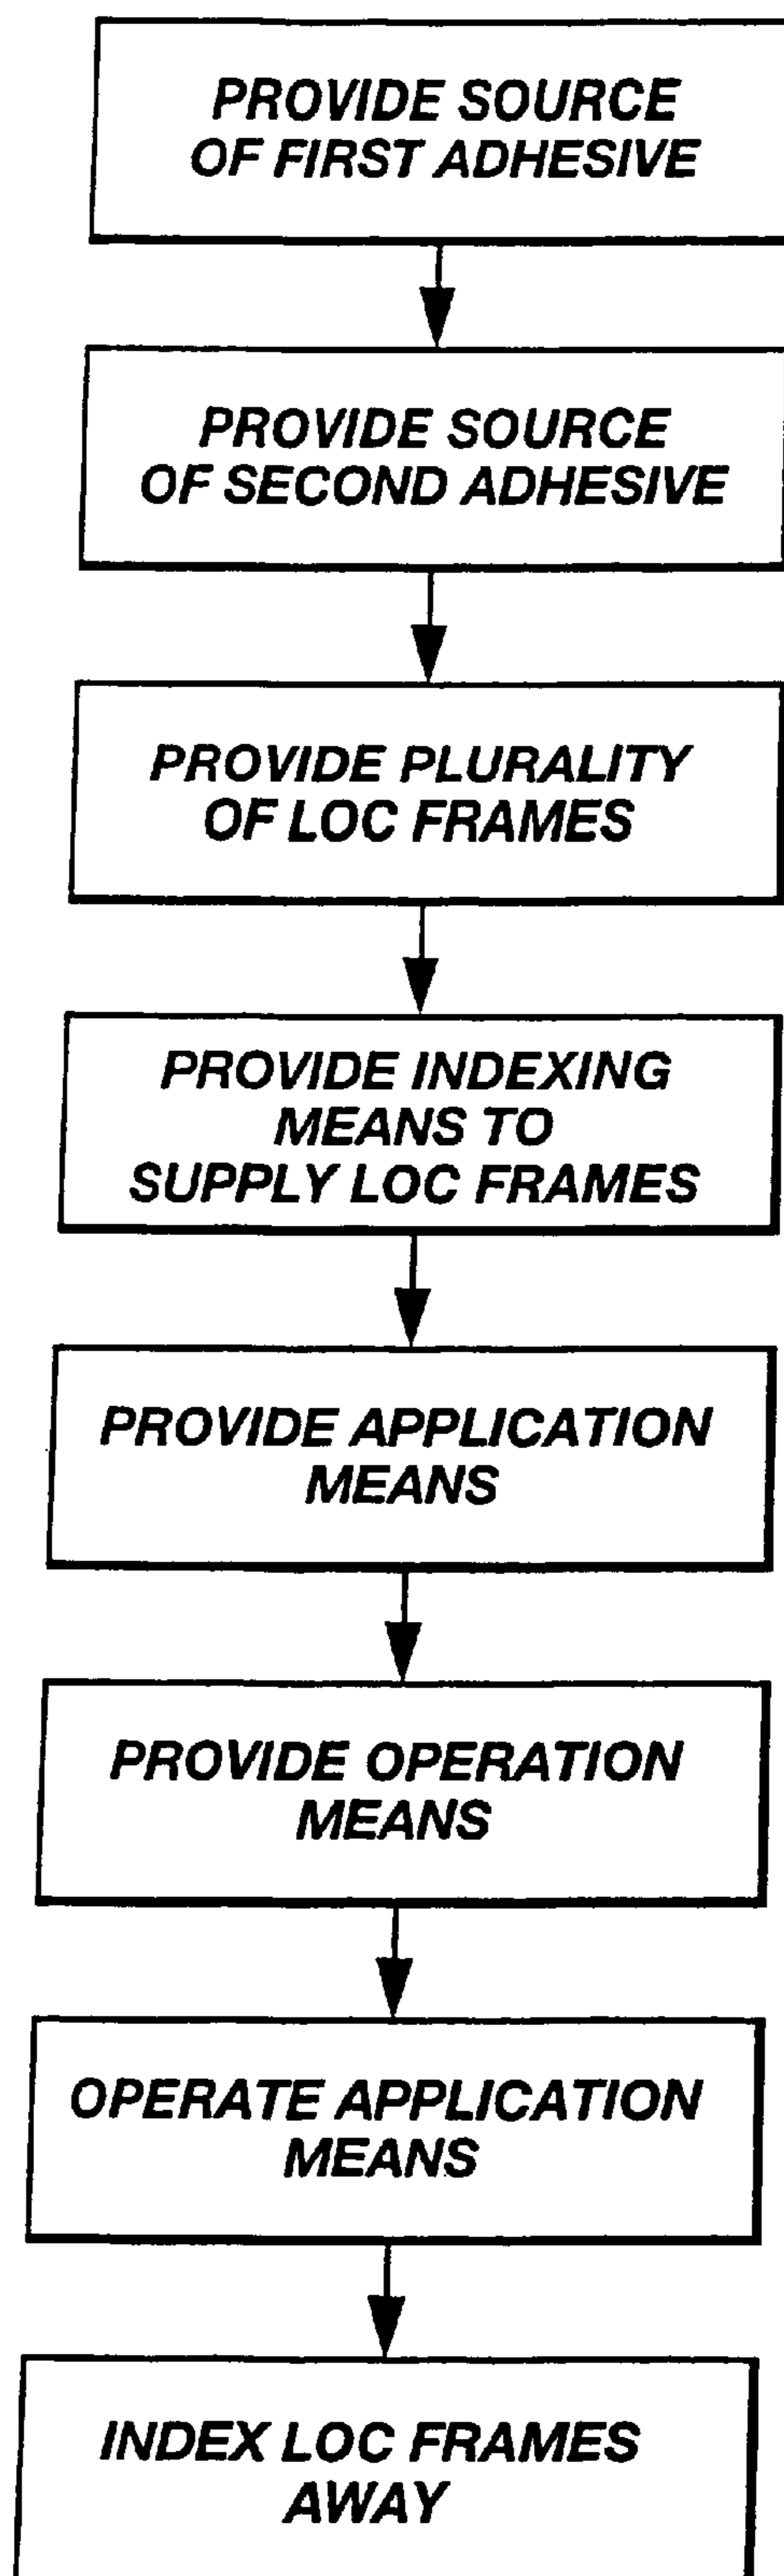 PROVIDE SOURCE
OF FIRST ADHESIVE
PROVIDE SOURCE
OF SECOND ADHESIVE
PROVIDE PLURALITY
OF LOC FRAMES
PROVIDE INDEXING
MEANS TO
SUPPLY LOC FRAMES
PROVIDE APPLICATION
MEANS
PROVIDE OPERATION
MEANS
OPERATE APPLICATION
MEANS
INDEX LOC FRAMES
AWAY